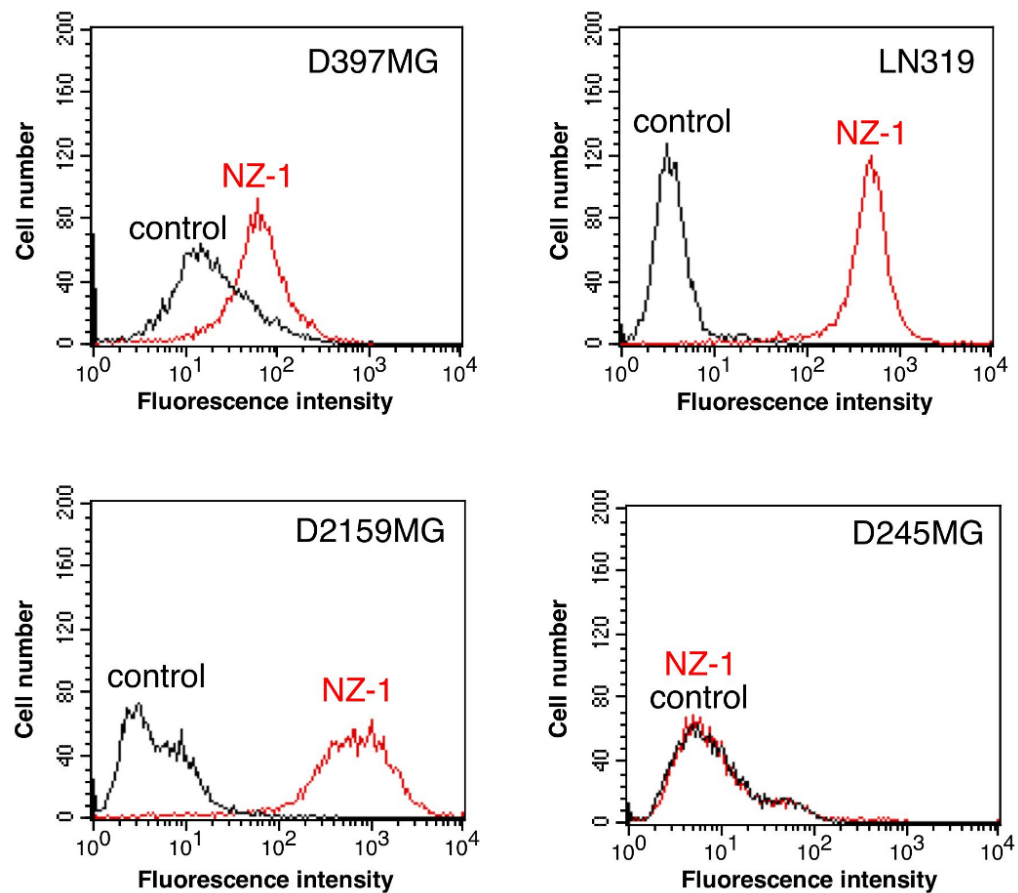 D397MG
NZ-1
control
Cell number
200
160
120
80
40
0
10^0 10^1 10^2 10^3 10^4
Fluorescence intensity
LN319
control
NZ-1
Cell number
200
160
120
80
40
0
10^0 10^1 10^2 10^3 10^4
Fluorescence intensity
D2159MG
control
NZ-1
Cell number
200
160
120
80
40
0
10^0 10^1 10^2 10^3 10^4
Fluorescence intensity
D245MG
NZ-1
control
Cell number
200
160
120
80
40
0
10^0 10^1 10^2 10^3 10^4
Fluorescence intensity